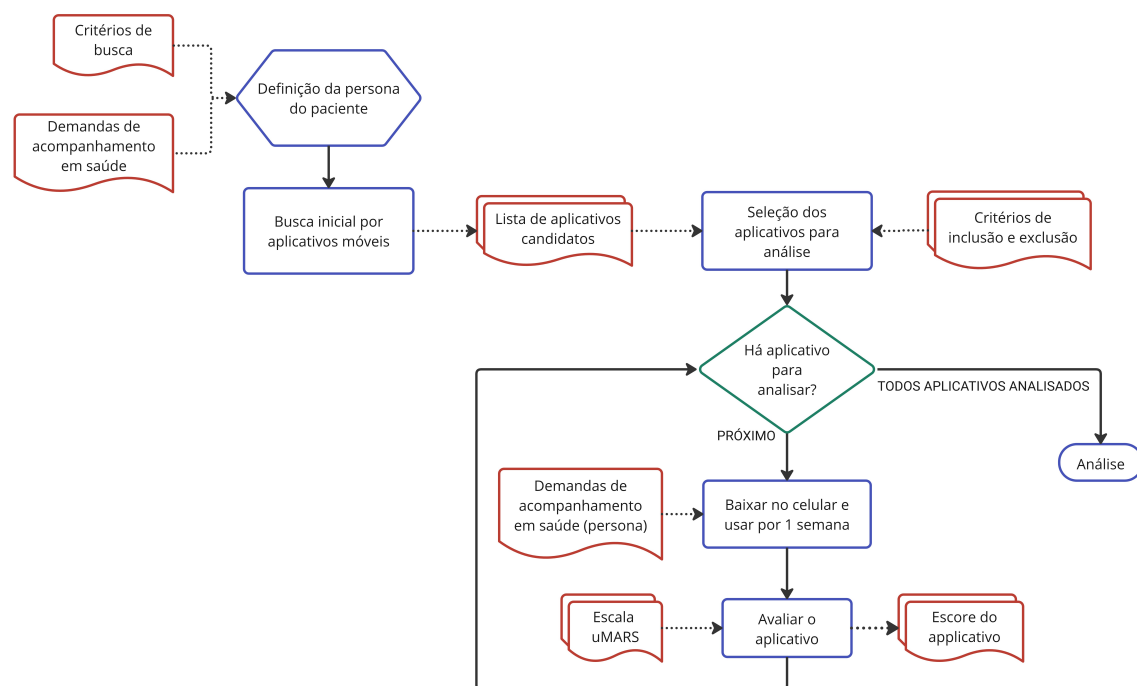 Critérios de
busca
Definição da persona
do paciente
Demandas de
acompanhamento
em saúde
Busca inicial por
aplicativos móveis
Lista de aplicativos
candidatos
Seleção dos
aplicativos para
análise
Critérios de
inclusão e exclusão
Há aplicativo
para
analisar?
TODOS APLICATIVOS ANALISADOS
PRÓXIMO
Análise
Demandas de
acompanhamento
em saúde (persona)
Baixar no celular e
usar por 1 semana
Escala
uMARS
Avaliar o
aplicativo
Escore do
applicativo